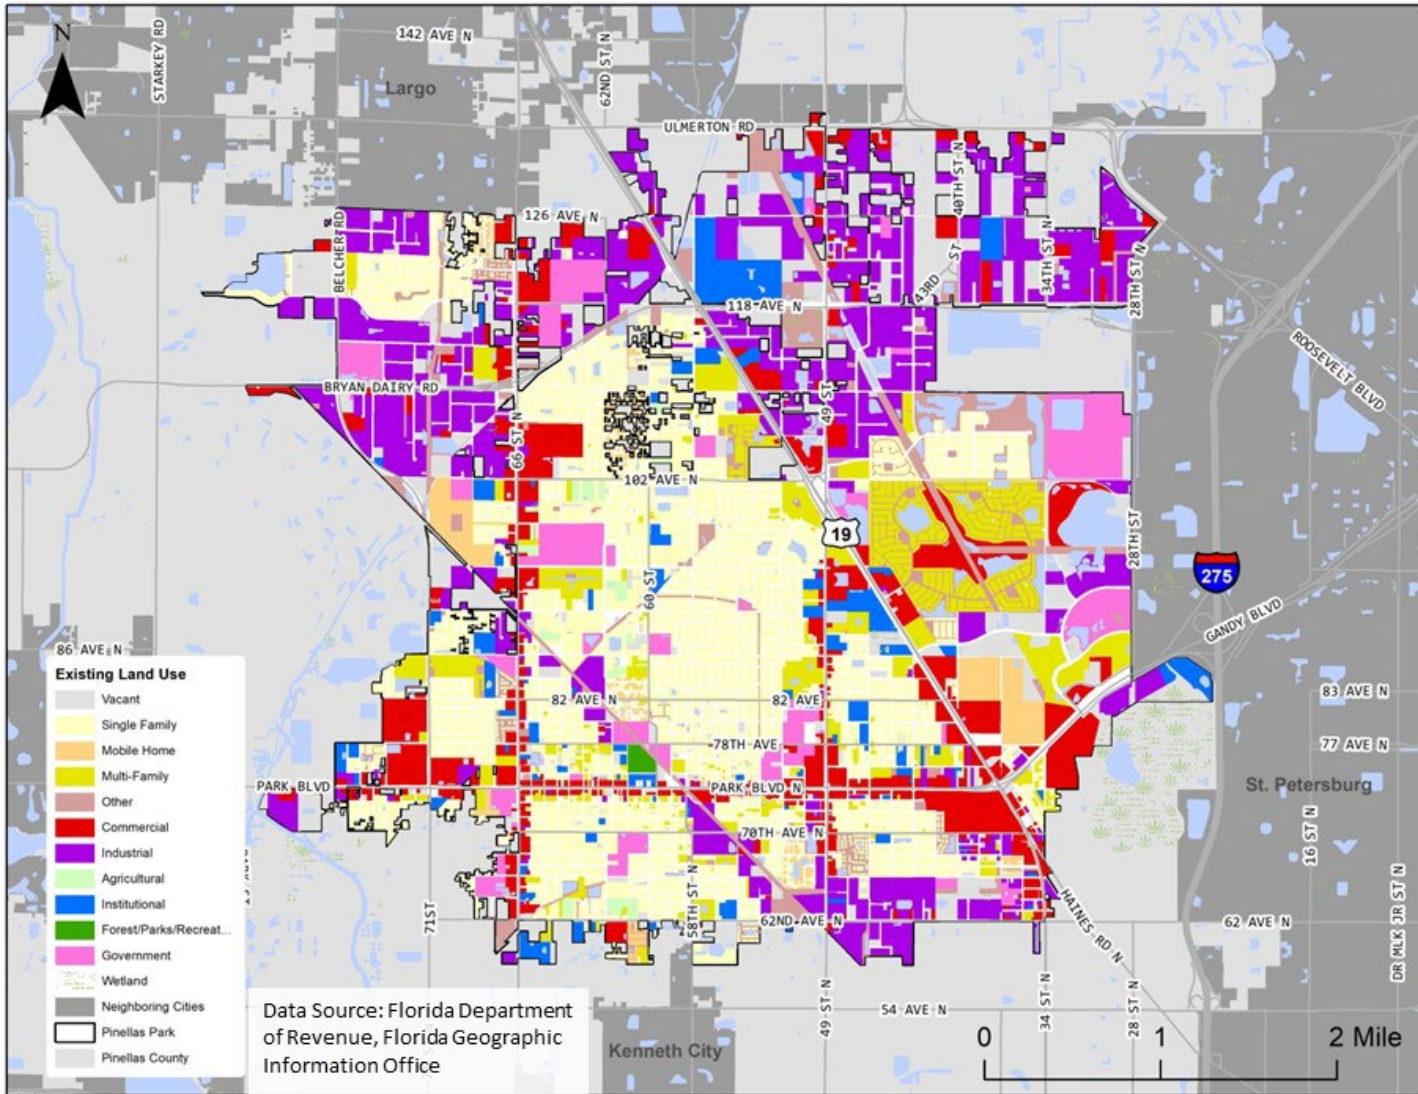 N
STARKEY RD
142 AVE N
62ND ST N
Largo
ULMERTON RD
40TH ST N
126 AVE N
BELCHER RD
43RD ST
34TH ST N
28TH ST N
118 AVE N
ROOSEVELT BLVD
BRYAN DAIRY RD
49 ST
66 ST N
102 AVE N
19
28TH ST
275
60 ST
GANDY BLVD
86 AVE N
82 AVE N
82 AVE
83 AVE N
78TH AVE
77 AVE N
PARK BLVD
PARK BLVD N
St. Petersburg
70TH AVE N
16 ST N
58TH ST N
71ST
62ND AVE N
HAINES RD N
62 AVE N
DR MLK JR ST N
49 ST N
54 AVE N
34 ST N
28 ST N
Kenneth City
Existing Land Use
Vacant
Single Family
Mobile Home
Multi-Family
Other
Commercial
Industrial
Agricultural
Institutional
Forest/Parks/Recreat...
Government
Wetland
Neighboring Cities
Pinellas Park
Pinellas County
Data Source: Florida Department
of Revenue, Florida Geographic
Information Office
0 1 2 Mile